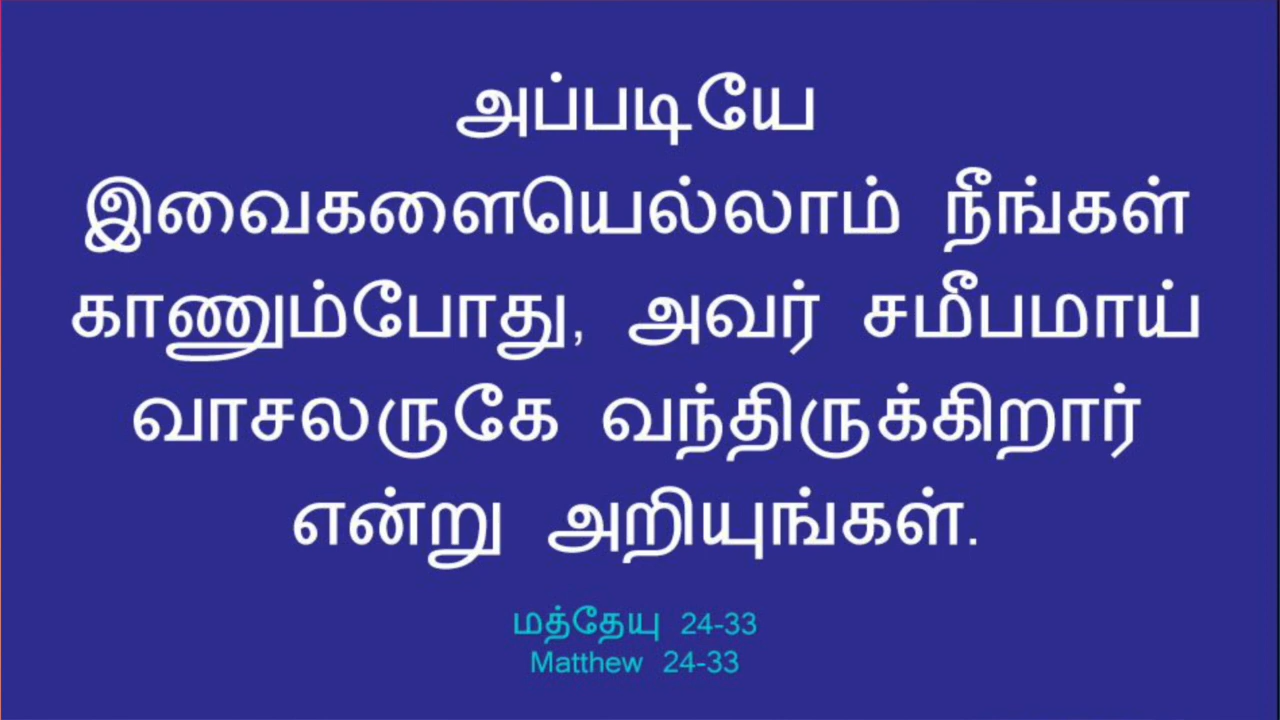 அப்படியே
இவைகளையெல்லாம் நீங்கள்
காணும்போது, அவர் சமீபமாய்
வாசலருகே வந்திருக்கிறார்
என்று அறியுங்கள்.
மத்தேயு 24-33
Matthew 24-33